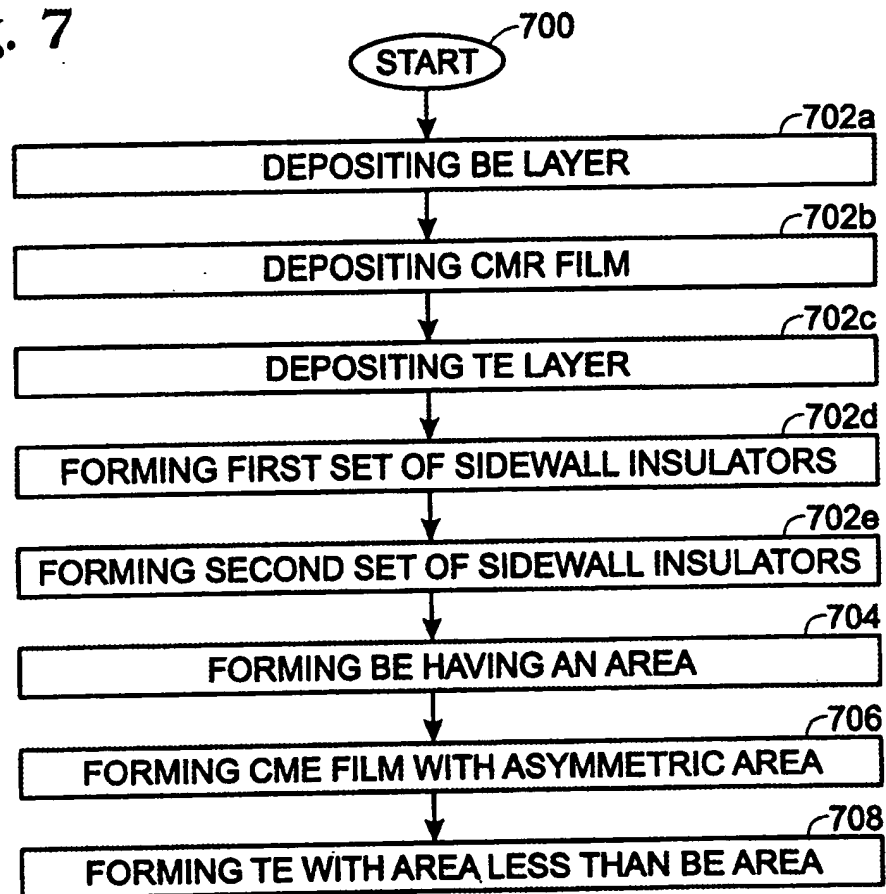 . 7
700
START
702a
DEPOSITING BE LAYER
702b
DEPOSITING CMR FILM
702c
DEPOSITING TE LAYER
702d
FORMING FIRST SET OF SIDEWALL INSULATORS
702e
FORMING SECOND SET OF SIDEWALL INSULATORS
704
FORMING BE HAVING AN AREA
706
FORMING CME FILM WITH ASYMMETRIC AREA
708
FORMING TE WITH AREA LESS THAN BE AREA